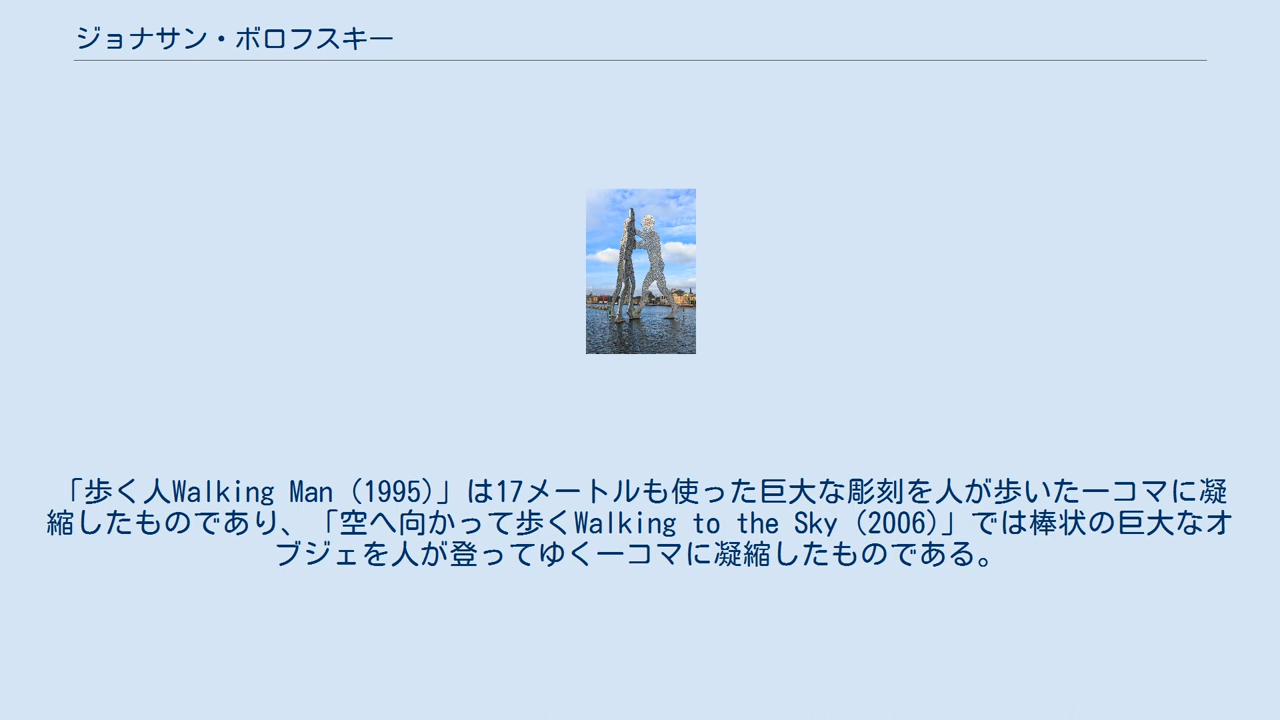 ジョナサン・ボロフスキー
「歩く人Walking Man (1995)」は17メートルも使った巨大な彫刻を人が歩いた一コマに凝
縮したものであり、「空へ向かって歩くWalking to the Sky (2006)」では棒状の巨大なオ
ブジェを人が登ってゆく一コマに凝縮したものである。